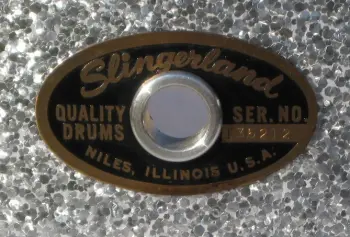 Slingerland
QUALITY DRUMS
SER. NO.
NILES, ILLINOIS U.S.A.